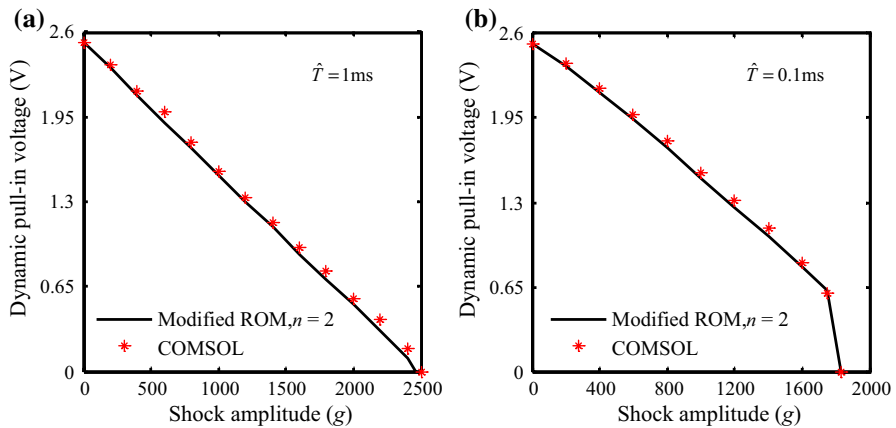 (a)
Dynamic pull-in voltage (V)
2.6
1.95
1.3
0.65
0
T̂ = 1ms
Modified ROM,n = 2
COMSOL
0 500 1000 1500 2000 2500
Shock amplitude (g)
(b)
Dynamic pull-in voltage (V)
2.6
1.95
1.3
0.65
0
T̂ = 0.1ms
Modified ROM,n = 2
COMSOL
0 400 800 1200 1600 2000
Shock amplitude (g)